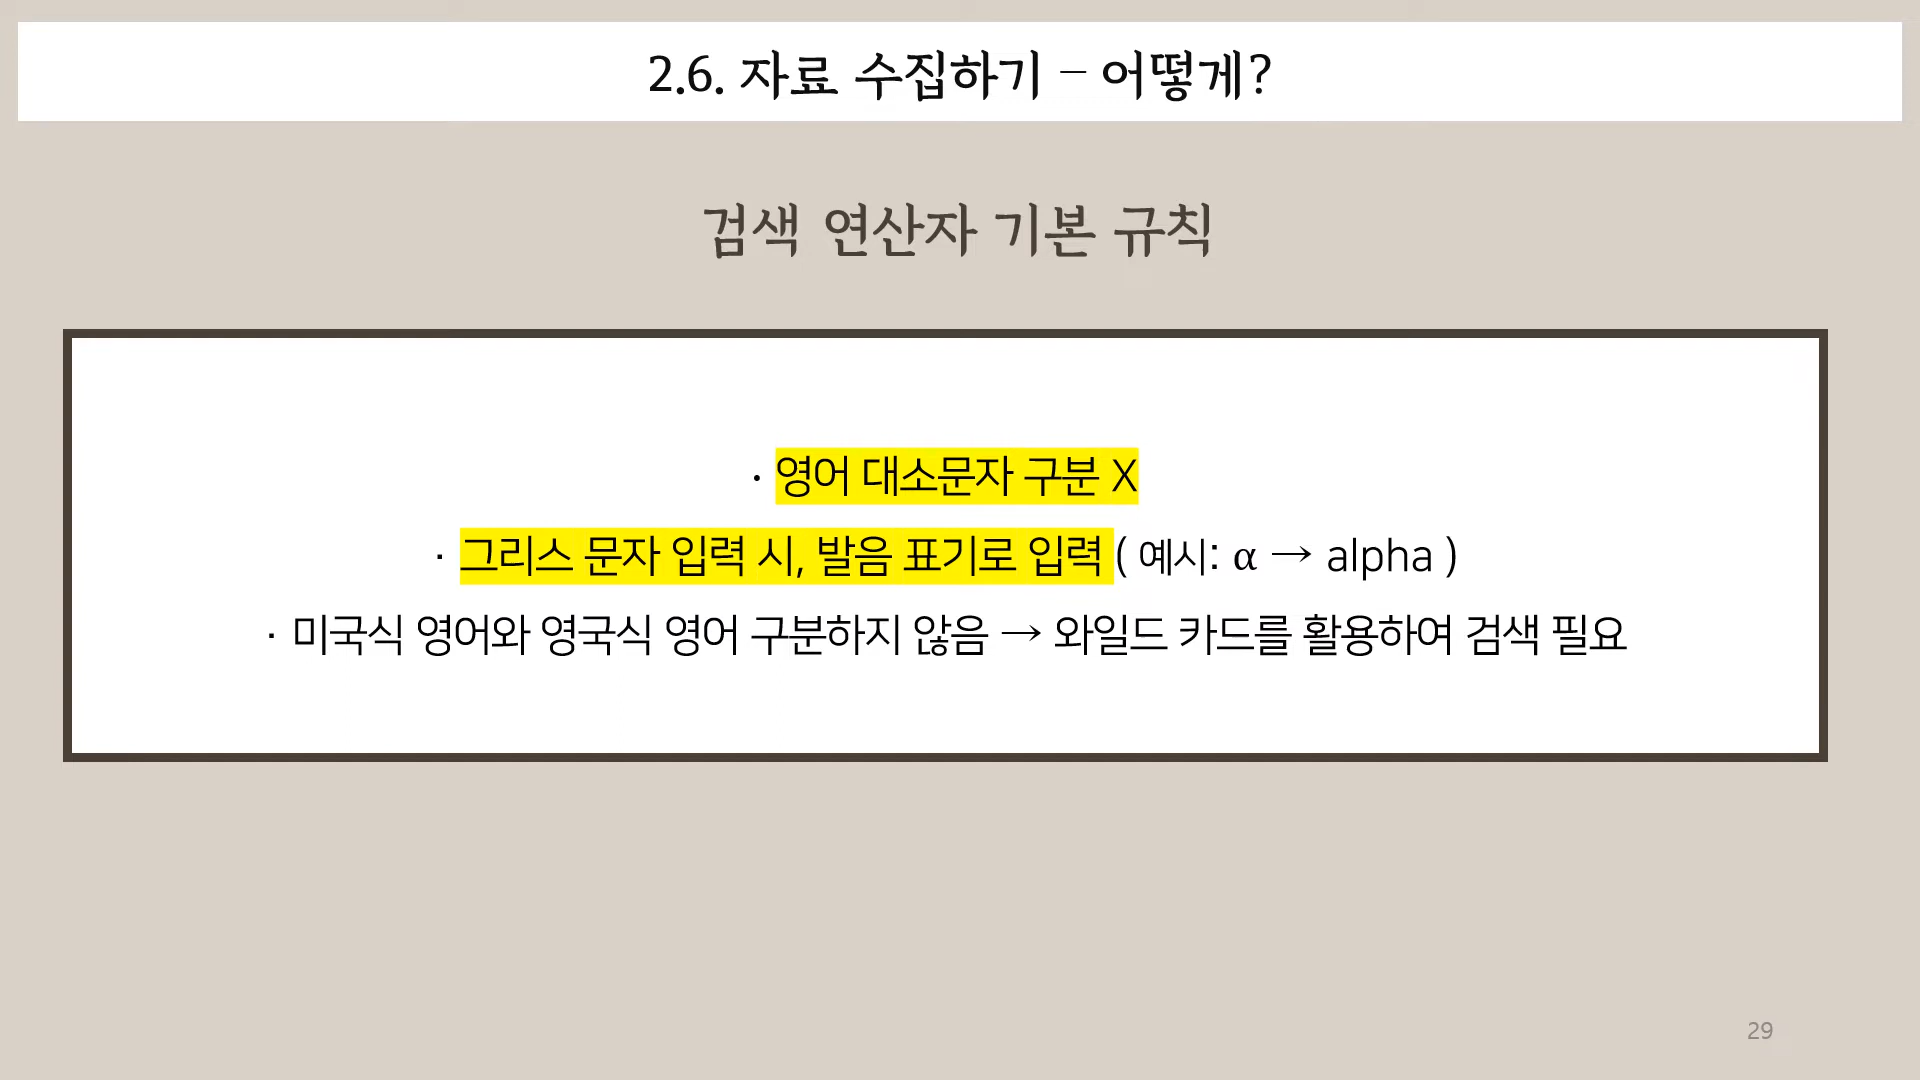 2.6. 자료 수집하기 – 어떻게?
검색 연산자 기본 규칙
· 영어 대소문자 구분 X
· 그리스 문자 입력 시, 발음 표기로 입력 ( 예시: α → alpha )
· 미국식 영어와 영국식 영어 구분하지 않음 → 와일드 카드를 활용하여 검색 필요
29